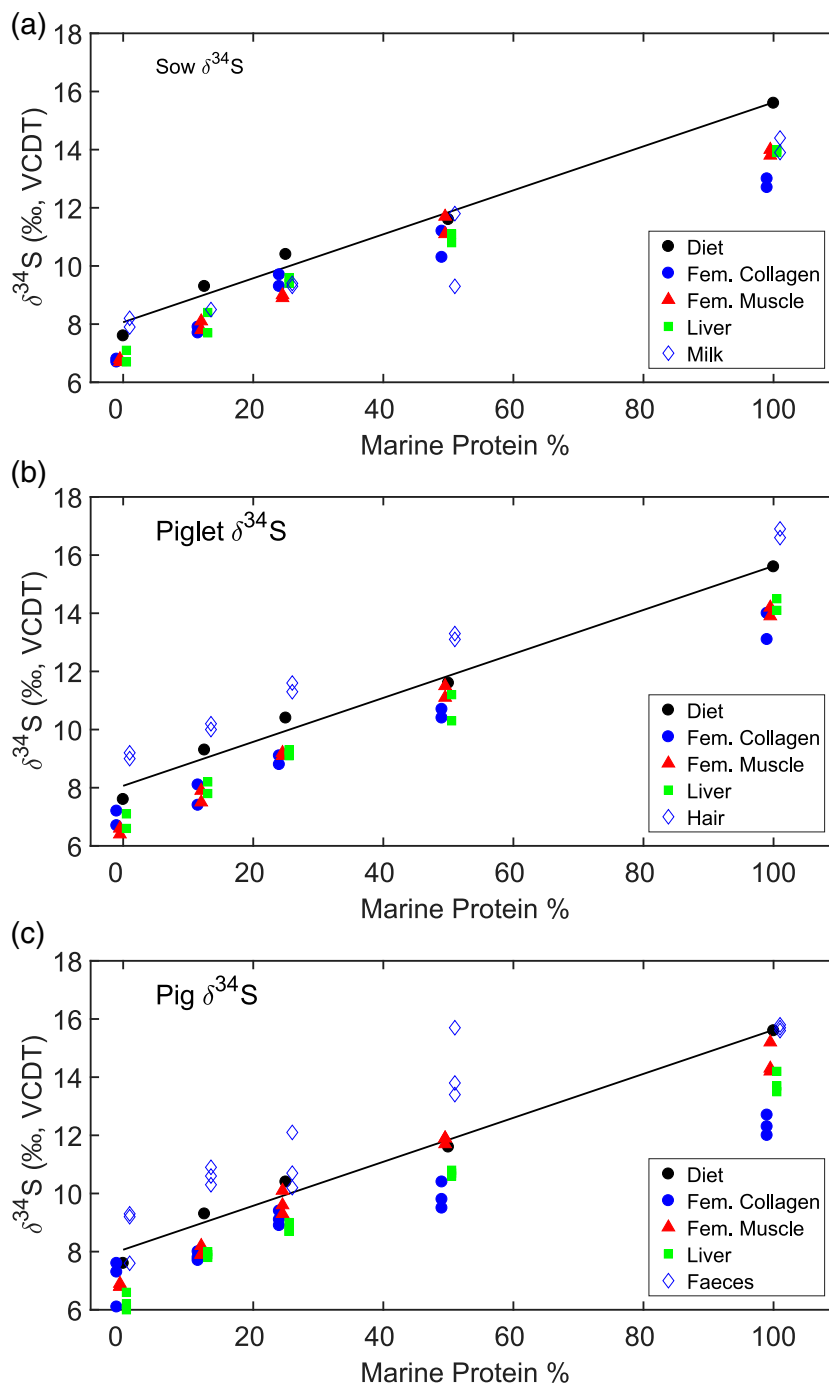 (a)
Sow δ³⁴S
18
16
14
12
10
8
6
δ³⁴S (‰, VCDT)
Diet
Fem. Collagen
Fem. Muscle
Liver
Milk
0 20 40 60 80 100
Marine Protein %
(b)
Piglet δ³⁴S
18
16
14
12
10
8
6
δ³⁴S (‰, VCDT)
Diet
Fem. Collagen
Fem. Muscle
Liver
Hair
0 20 40 60 80 100
Marine Protein %
(c)
Pig δ³⁴S
18
16
14
12
10
8
6
δ³⁴S (‰, VCDT)
Diet
Fem. Collagen
Fem. Muscle
Liver
Faeces
0 20 40 60 80 100
Marine Protein %